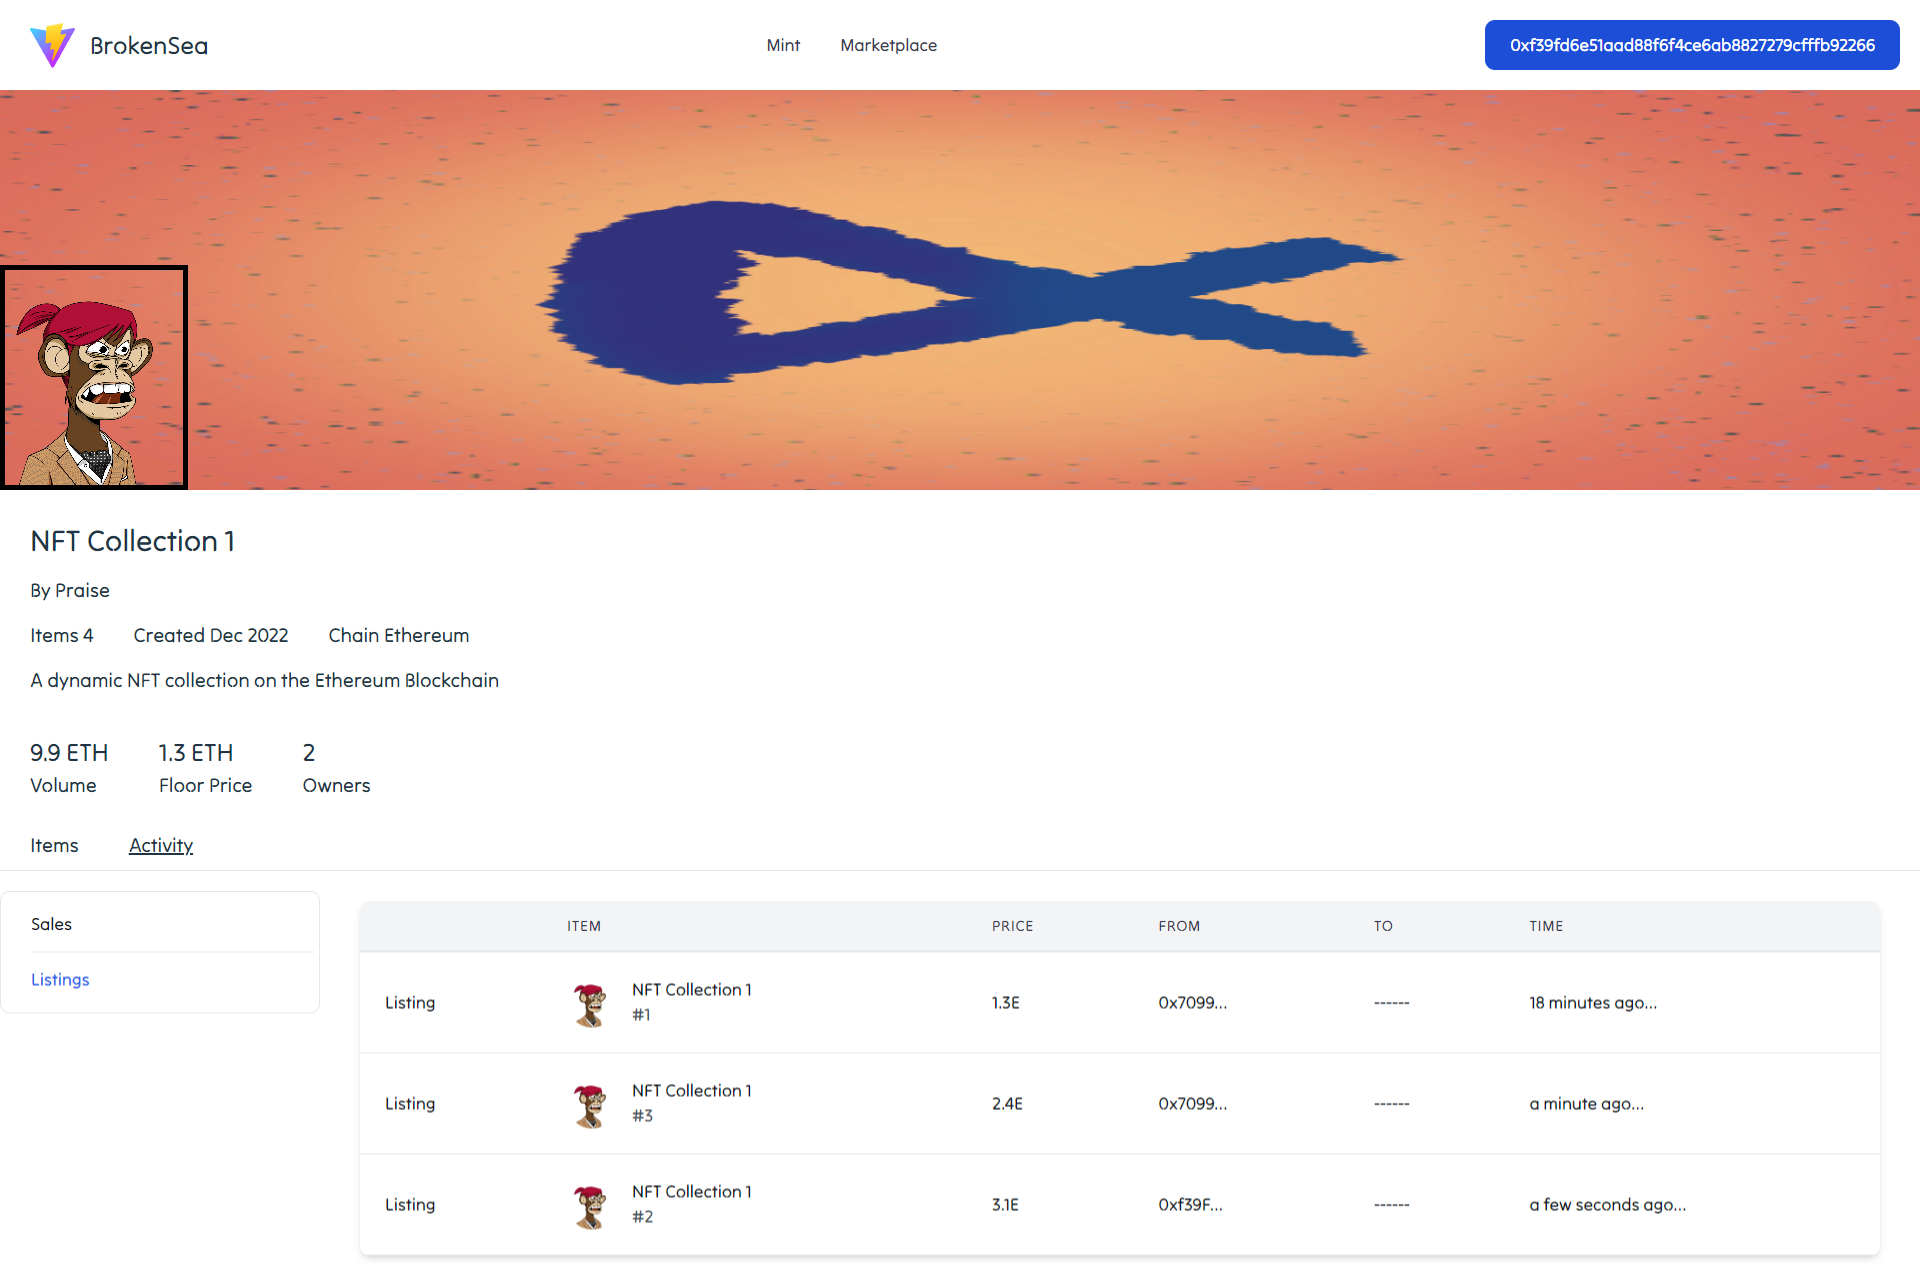 BrokenSea
Mint Marketplace
0xf39fd6e51aad88f6f4ce6ab8827279cfffb92266
NFT Collection 1
By Praise
Items 4 Created Dec 2022 Chain Ethereum
A dynamic NFT collection on the Ethereum Blockchain
9.9 ETH 1.3 ETH 2
Volume Floor Price Owners
Items Activity
Sales
Listings
ITEM PRICE FROM TO TIME
Listing NFT Collection 1 #1 1.3E 0x7099... ------ 18 minutes ago...
Listing NFT Collection 1 #3 2.4E 0x7099... ------ a minute ago...
Listing NFT Collection 1 #2 3.1E 0xf39F... ------ a few seconds ago...